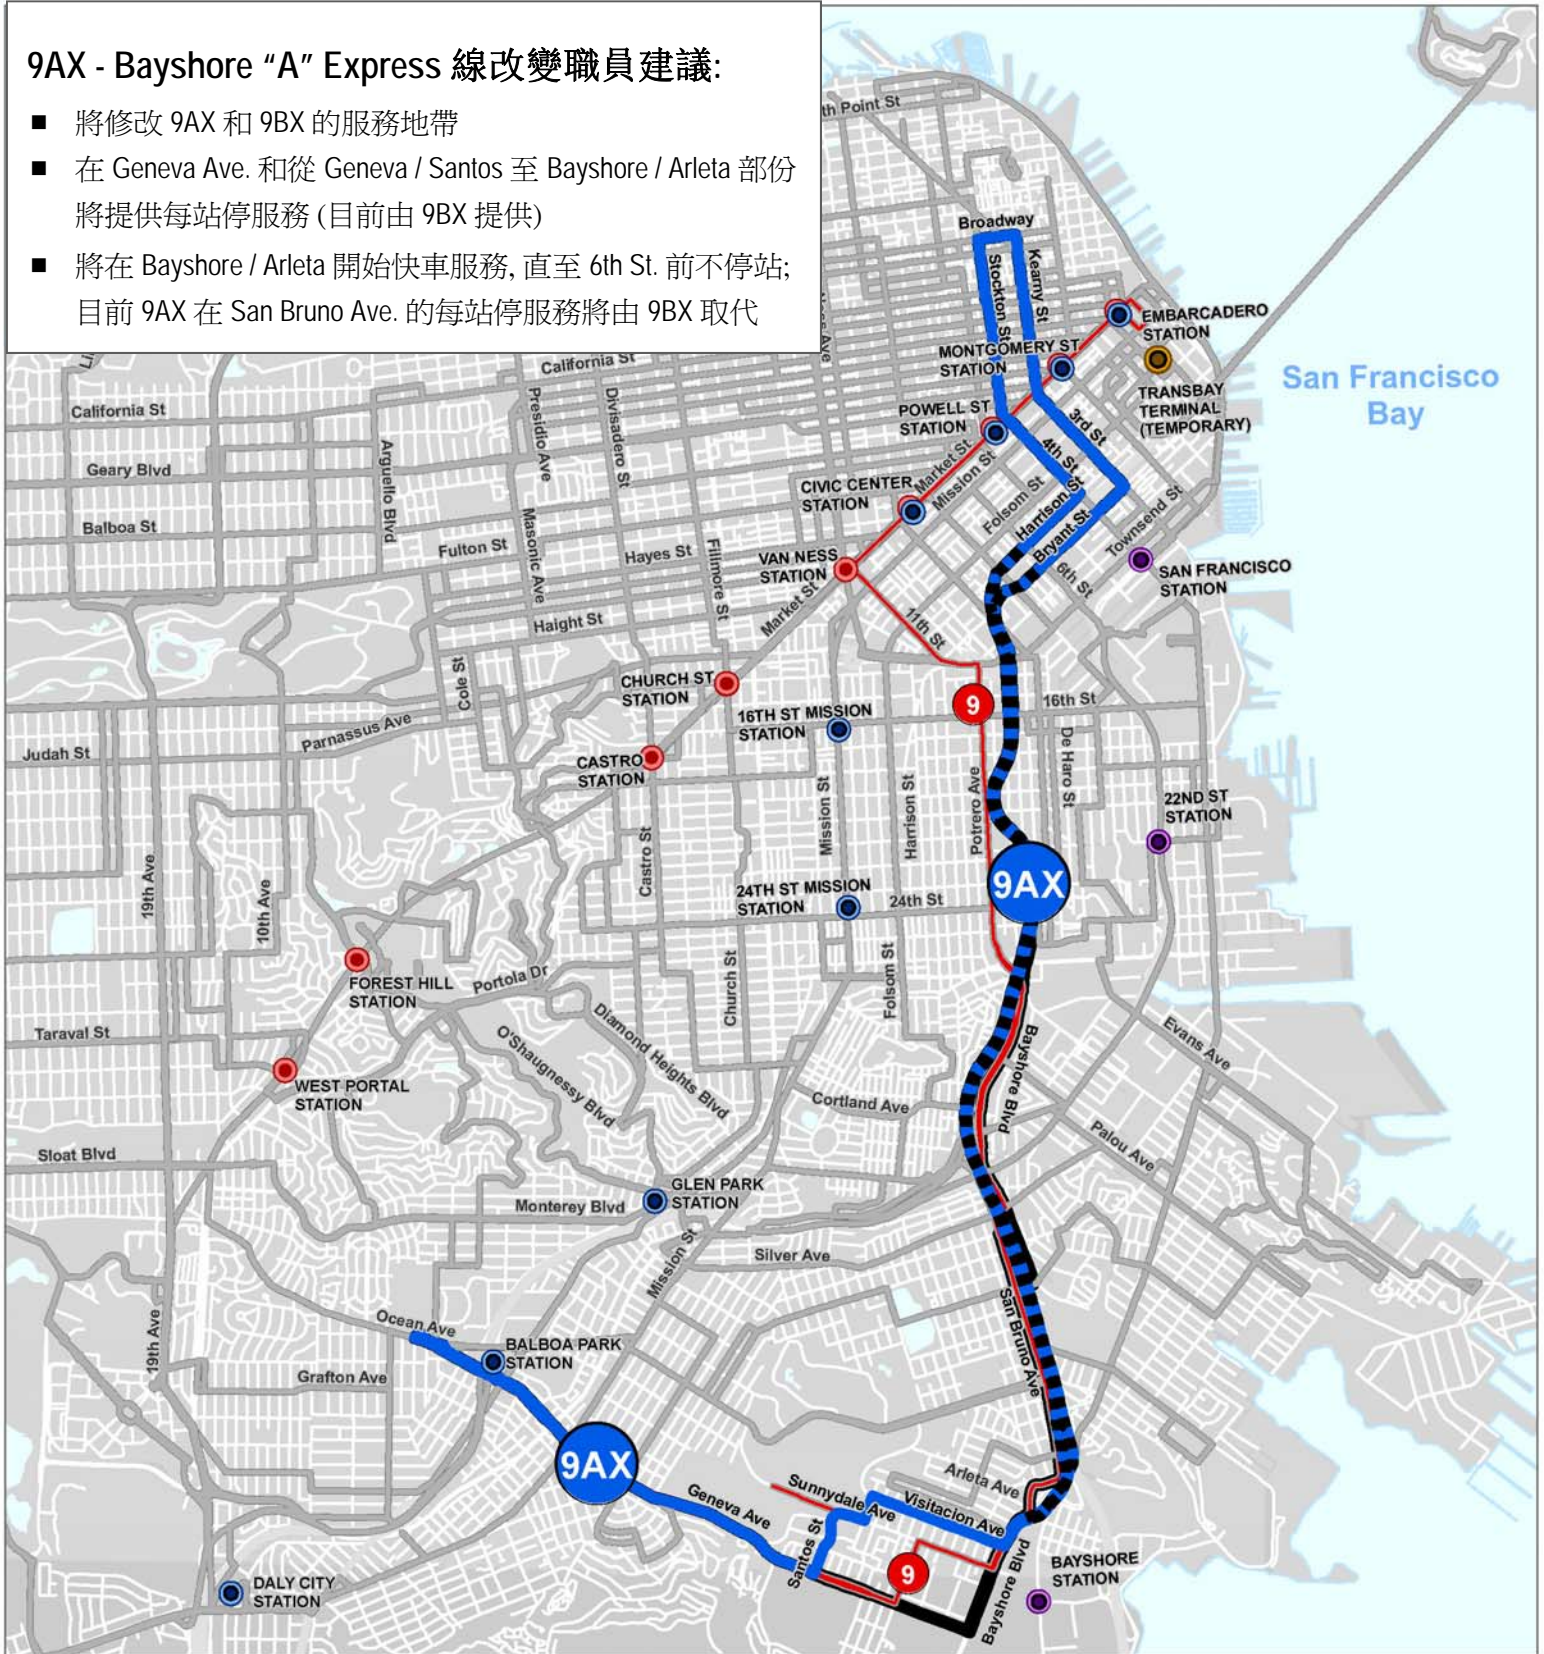 9AX - Bayshore “A” Express 線改變職員建議:
■ 將修改 9AX 和 9BX 的服務地帶
■ 在 Geneva Ave. 和從 Geneva / Santos 至 Bayshore / Arleta 部份
將提供每站停服務 (目前由 9BX 提供)
■ 將在 Bayshore / Arleta 開始快車服務, 直至 6th St. 前不停站;
目前 9AX 在 San Bruno Ave. 的每站停服務將由 9BX 取代
th Point St
Broadway
Kearny St
Stockton St
EMBARCADERO
STATION
MONTGOMERY ST
STATION
TRANSBAY
TERMINAL
(TEMPORARY)
San Francisco
Bay
California St
California St
Presidio Ave
Divisadero St
POWELL ST
STATION
3rd St
4th St
Market St
Mission St
Geary Blvd
Arguello Blvd
CIVIC CENTER
STATION
Folsom St
Harrison St
Bryant St
Townsend St
Balboa St
Masonic Ave
Fulton St
Hayes St
Fillmore St
VAN NESS
STATION
6th St
SAN FRANCISCO
STATION
Haight St
Market St
11th St
Cole St
CHURCH ST
STATION
9
16th St
16TH ST MISSION
STATION
Parnassus Ave
Judah St
CASTRO
STATION
De Haro St
Mission St
Harrison St
Potrero Ave
22ND ST
STATION
19th Ave
10th Ave
Castro St
9AX
24TH ST MISSION
STATION
24th St
FOREST HILL
STATION
Portola Dr
Church St
Folsom St
Taraval St
O'Shaugnessy Blvd
Diamond Heights Blvd
Bayshore Blvd
Evans Ave
WEST PORTAL
STATION
Cortland Ave
Palou Ave
Sloat Blvd
GLEN PARK
STATION
Monterey Blvd
Mission St
Silver Ave
San Bruno Ave
19th Ave
Ocean Ave
BALBOA PARK
STATION
Grafton Ave
9AX
Geneva Ave
Sunnydale Ave
Visitacion Ave
Arleta Ave
Santos St
9
Bayshore Blvd
BAYSHORE
STATION
DALY CITY
STATION